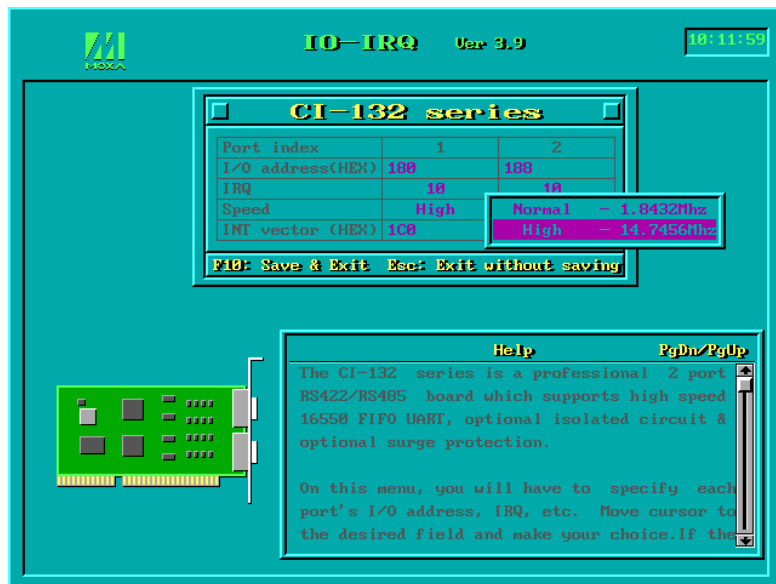 MOXA
IO-IRQ Ver 3.9
10:11:59
CI-132 series
Port index 1 2
I/O address(HEX) 180 188
IRQ 10 10
Speed High
INT vector (HEX) 1C0
Normal - 1.8432Mhz
High - 14.7456Mhz
F10: Save & Exit Esc: Exit without saving
Help PgDn/PgUp
The CI-132 series is a professional 2 port
RS422/RS485 board which supports high speed
16550 FIFO UART, optional isolated circuit &
optional surge protection.
On this menu, you will have to specify each
port's I/O address, IRQ, etc. Move cursor to
the desired field and make your choice.If the